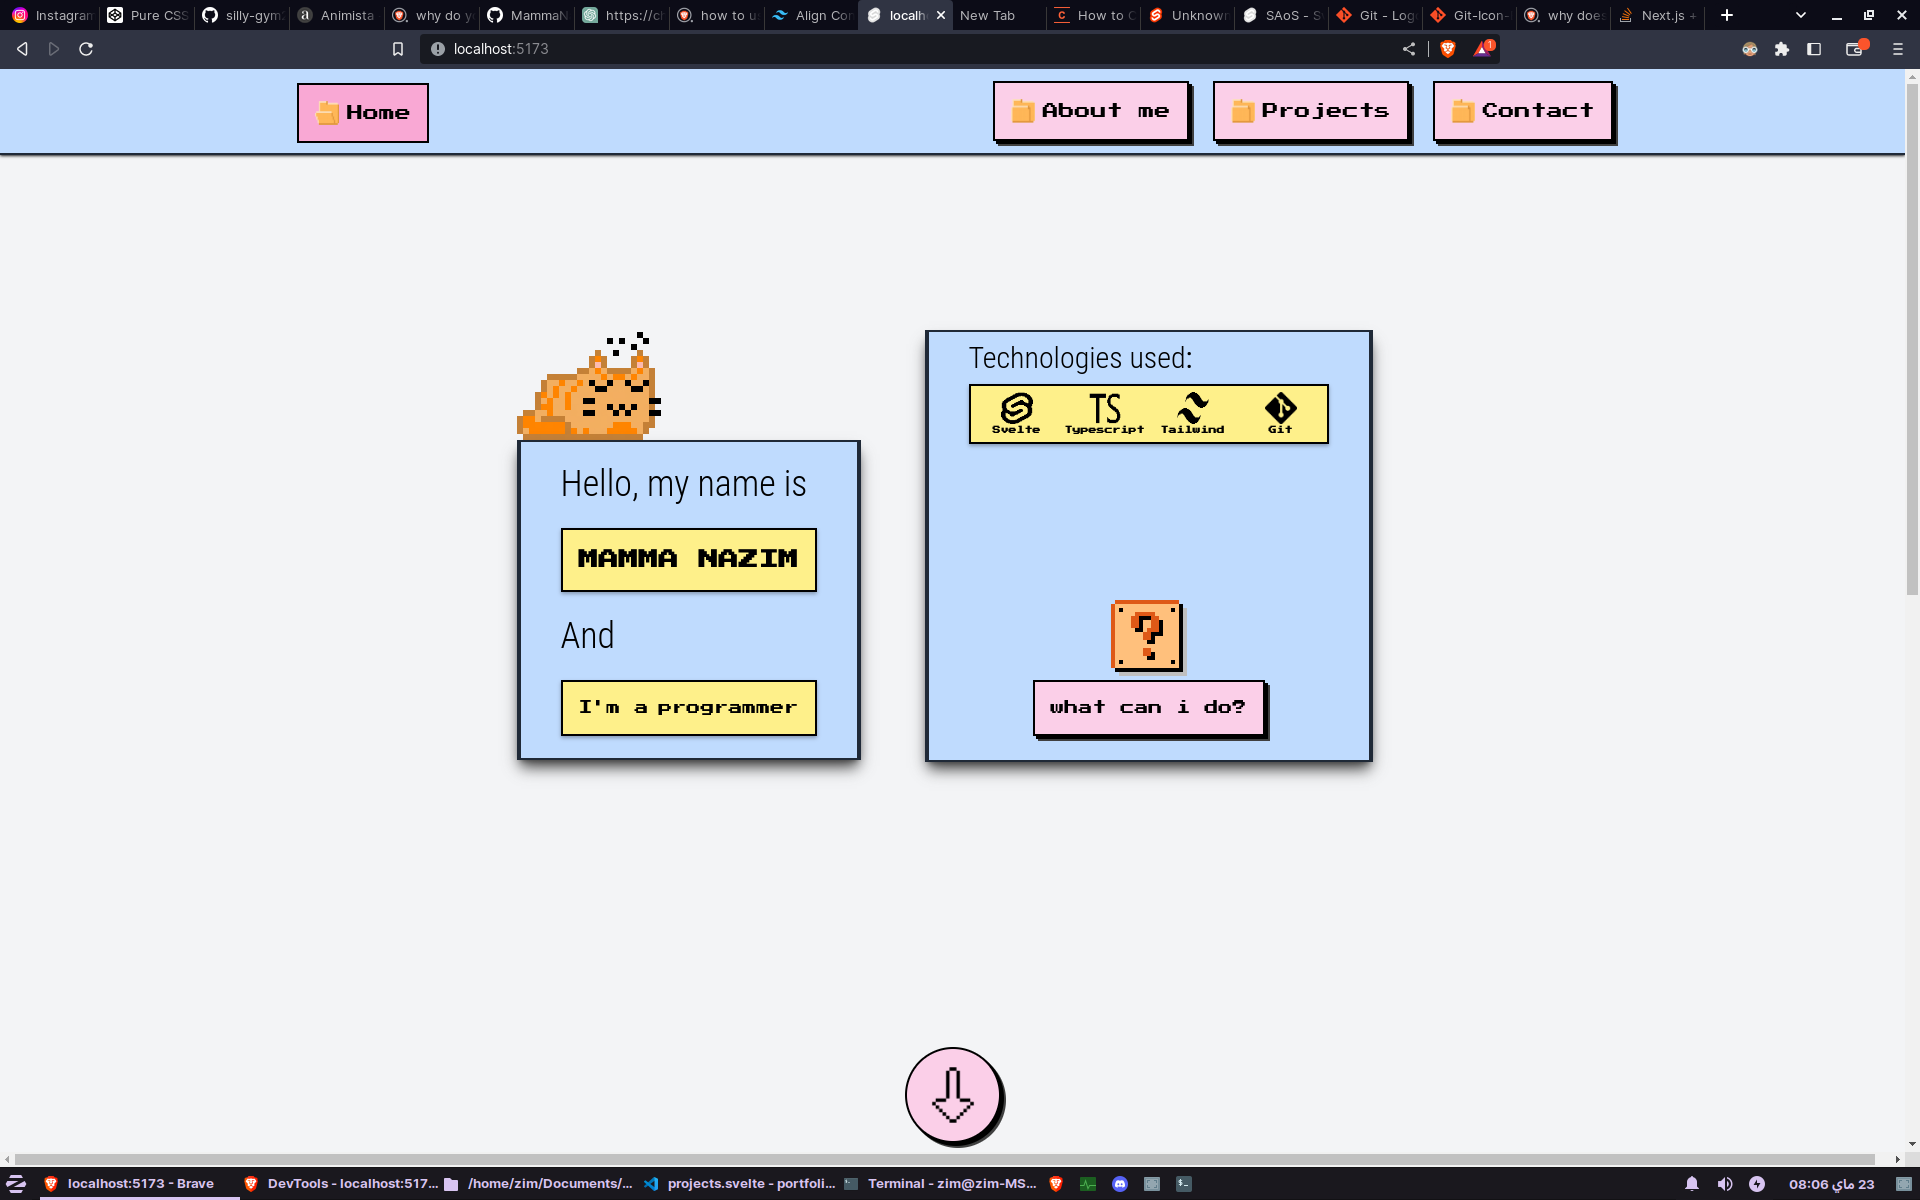 Instagram
Pure CSS
silly-gym
Animista
why do y
MammaN
https://c
how to u
Align Con
localh
New Tab
How to C
Unknown
SAoS - S
Git - Log
Git-Icon-
why does
Next.js +
localhost:5173
1
Home
About me
Projects
Contact
Technologies used:
TS
Svelte
Typescript
Tailwind
Git
Hello, my name is
MAMMA NAZIM
And
I'm a programmer
?
what can i do?
localhost:5173 - Brave
DevTools - localhost:517...
/home/zim/Documents/...
projects.svelte - portfoli...
Terminal - zim@zim-MS...
08:06 ماي 23